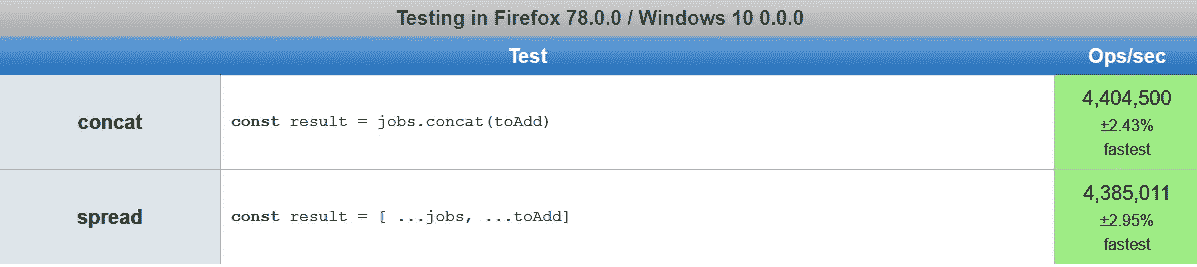 Testing in Firefox 78.0.0 / Windows 10 0.0.0
Test Ops/sec
concat const result = jobs.concat(toAdd) 4,404,500
±2.43%
fastest
spread const result = [ ...jobs, ...toAdd] 4,385,011
±2.95%
fastest